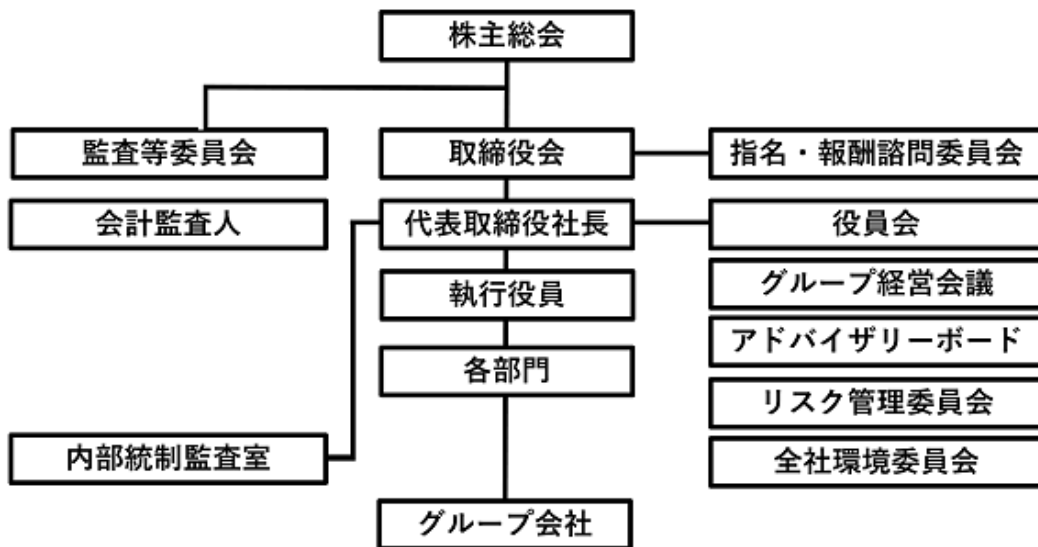 株主総会
監査等委員会
取締役会
指名・報酬諮問委員会
会計監査人
代表取締役社長
役員会
執行役員
グループ経営会議
各部門
アドバイザリーボード
リスク管理委員会
内部統制監査室
全社環境委員会
グループ会社